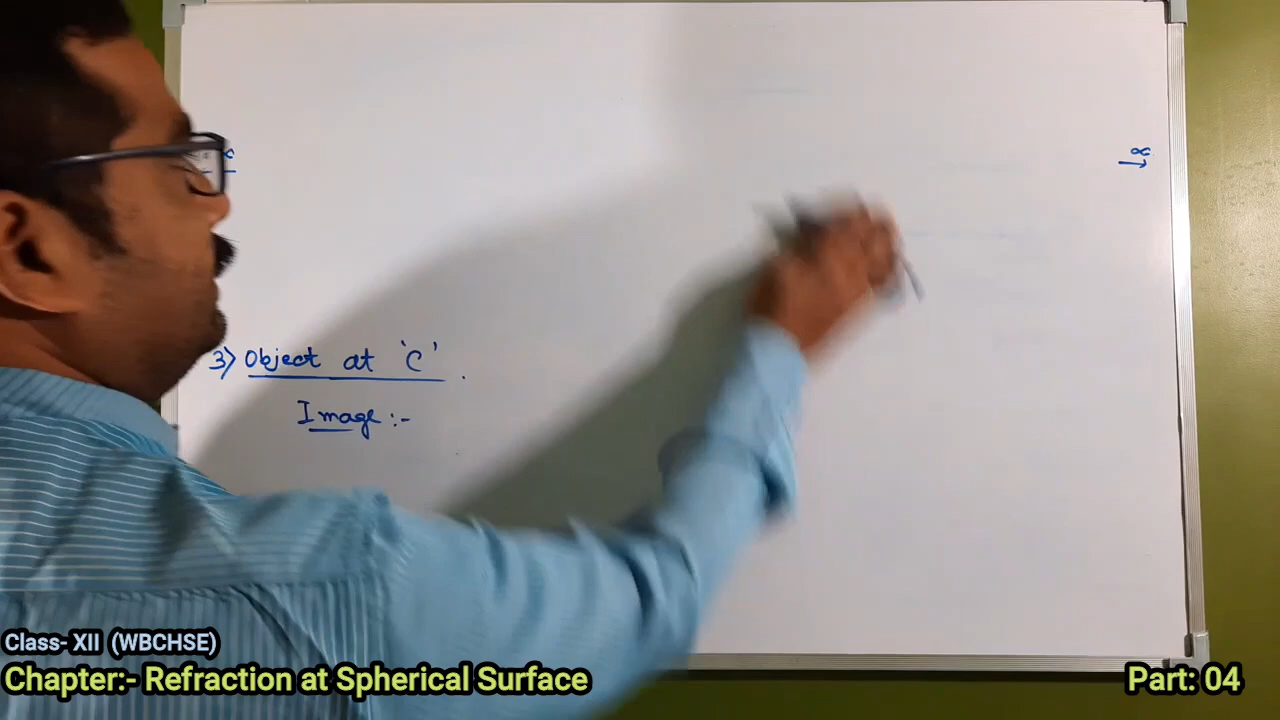 ∞
∞
3) Object at 'C' .
Image :-
Class- XII (WBCHSE)
Chapter:- Refraction at Spherical Surface
Part: 04